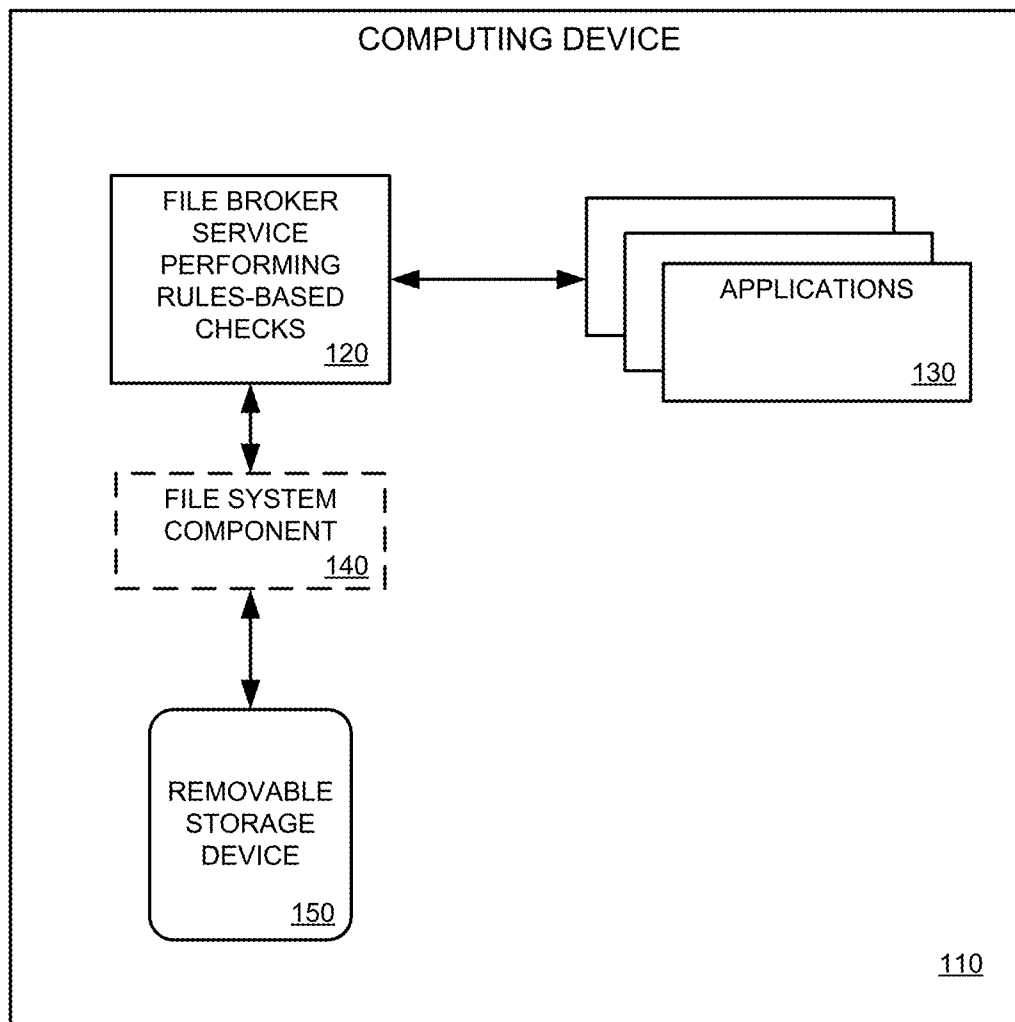 COMPUTING DEVICE
FILE BROKER
SERVICE
PERFORMING
RULES-BASED
CHECKS
120
APPLICATIONS
130
FILE SYSTEM
COMPONENT
140
REMOVABLE
STORAGE
DEVICE
150
110